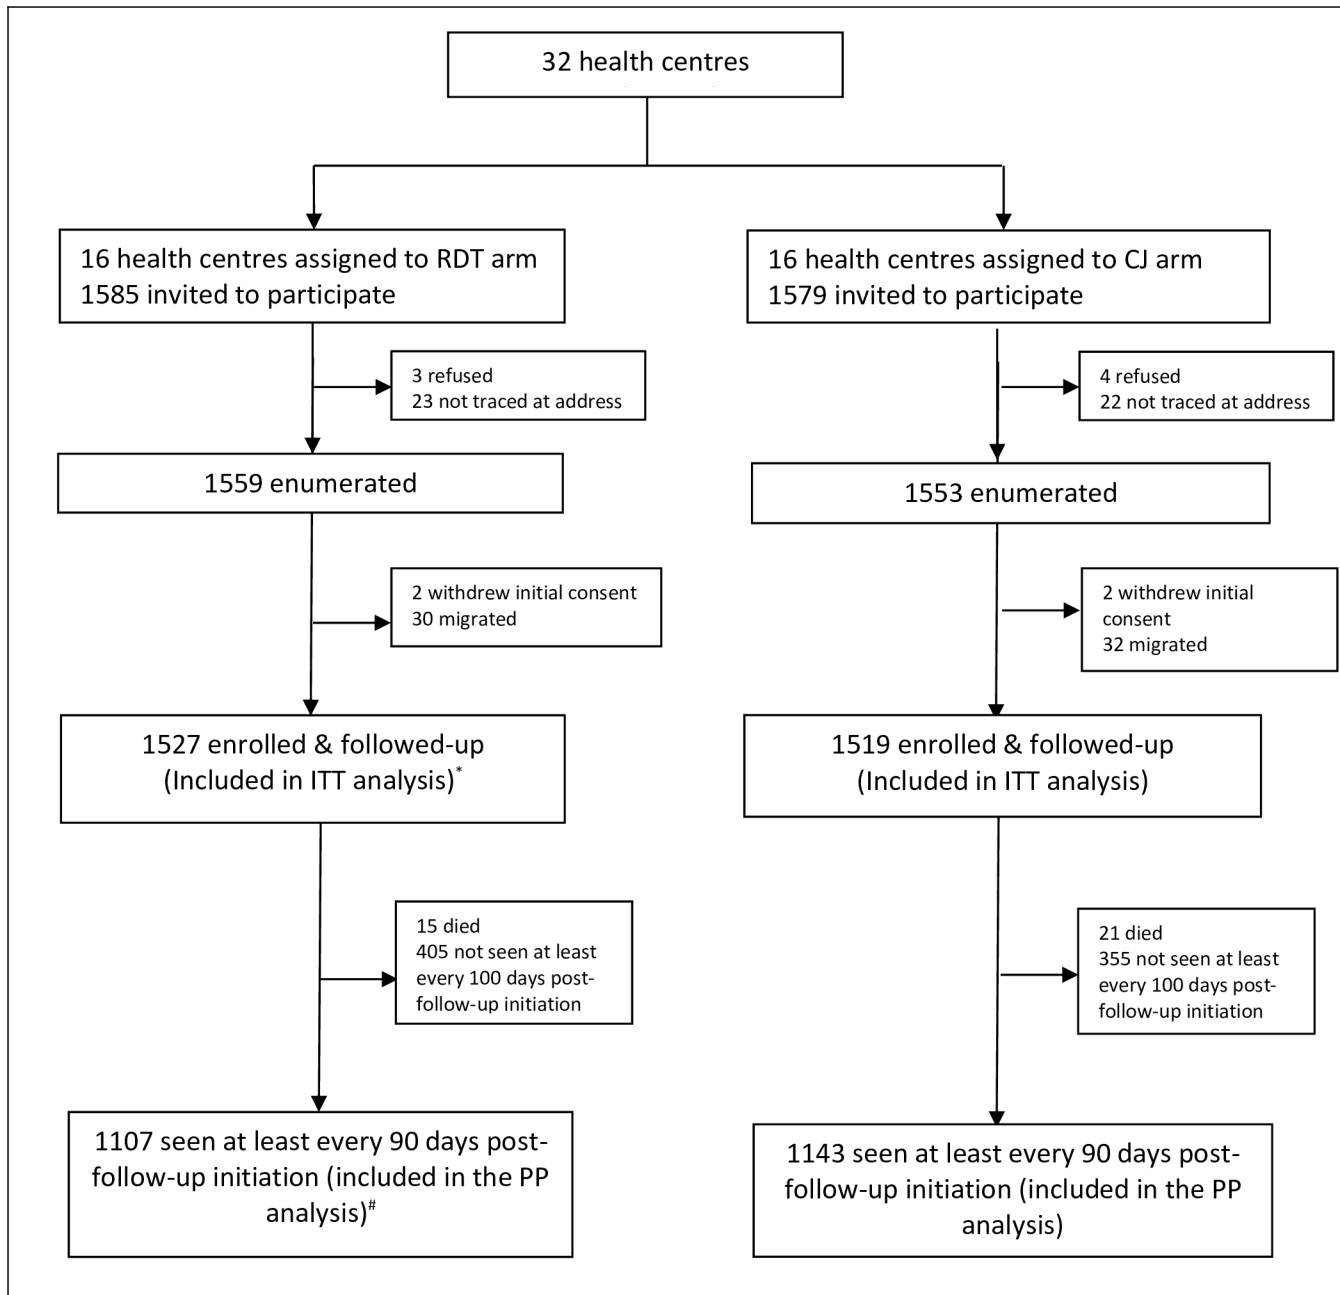 32 health centres
16 health centres assigned to RDT arm
1585 invited to participate
16 health centres assigned to CJ arm
1579 invited to participate
3 refused
23 not traced at address
4 refused
22 not traced at address
1559 enumerated
1553 enumerated
2 withdrew initial consent
30 migrated
2 withdrew initial
consent
32 migrated
1527 enrolled & followed-up
(Included in ITT analysis)*
1519 enrolled & followed-up
(Included in ITT analysis)
15 died
405 not seen at least
every 100 days post-
follow-up initiation
21 died
355 not seen at least
every 100 days post-
follow-up initiation
1107 seen at least every 90 days post-
follow-up initiation (included in the PP
analysis)#
1143 seen at least every 90 days post-
follow-up initiation (included in the PP
analysis)